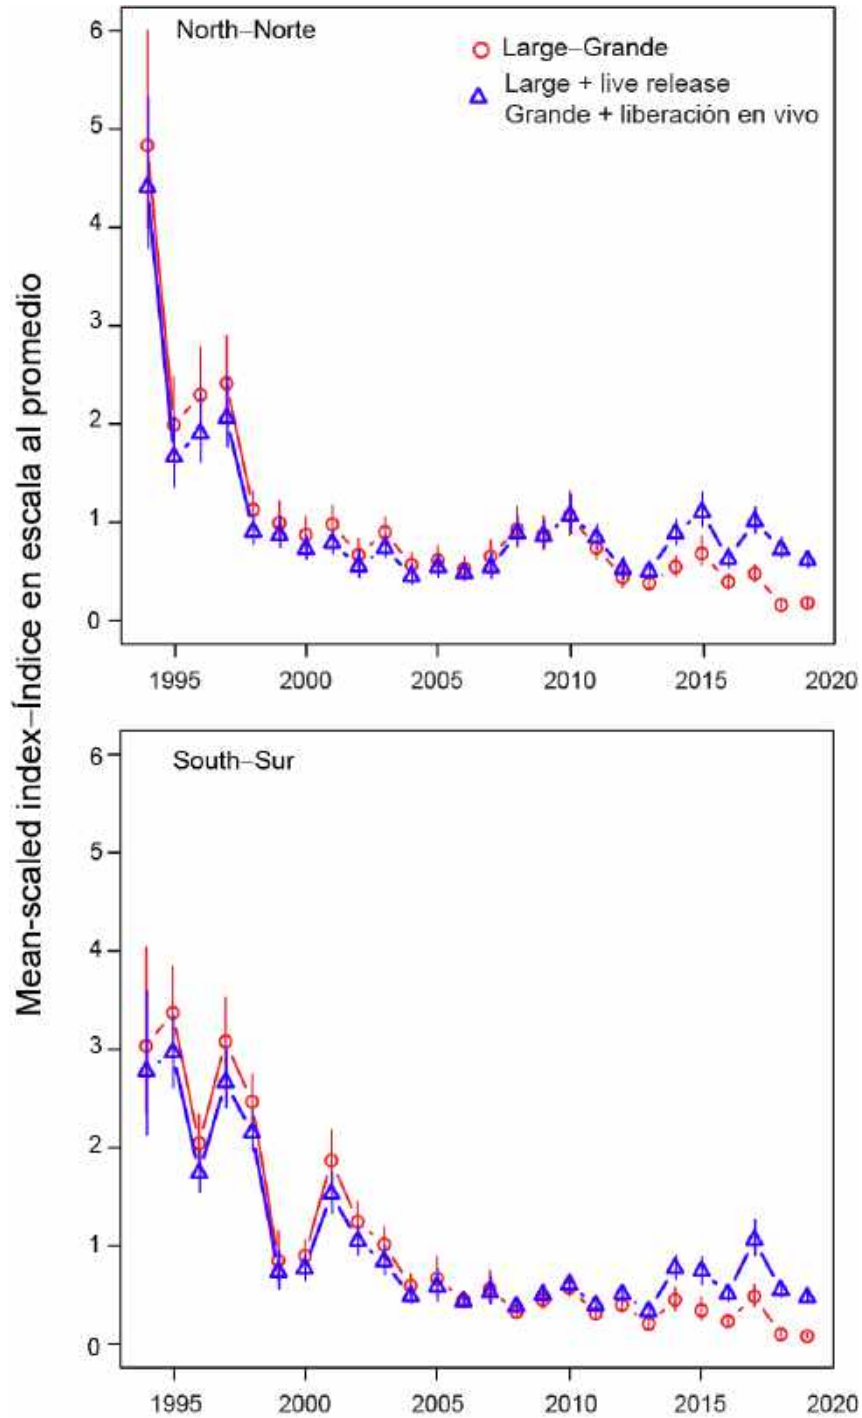 North–Norte
Large–Grande
Large + live release
Grande + liberación en vivo
Mean-scaled index–Índice en escala al promedio
6
5
4
3
2
1
0
1995 2000 2005 2010 2015 2020
South–Sur
6
5
4
3
2
1
0
1995 2000 2005 2010 2015 2020